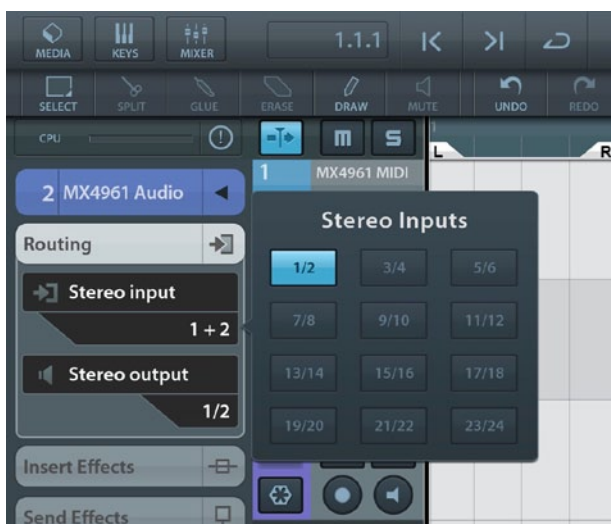 MEDIA KEYS MIXER 1.1.1
SELECT SPLIT GLUE ERASE DRAW MUTE UNDO REDO
CPU M S 1 L R
2 MX4961 Audio
1 MX4961 MIDI
Stereo Inputs
Routing
1/2 3/4 5/6
Stereo input
1 + 2
7/8 9/10 11/12
Stereo output
13/14 15/16 17/18
1/2
19/20 21/22 23/24
Insert Effects
Send Effects